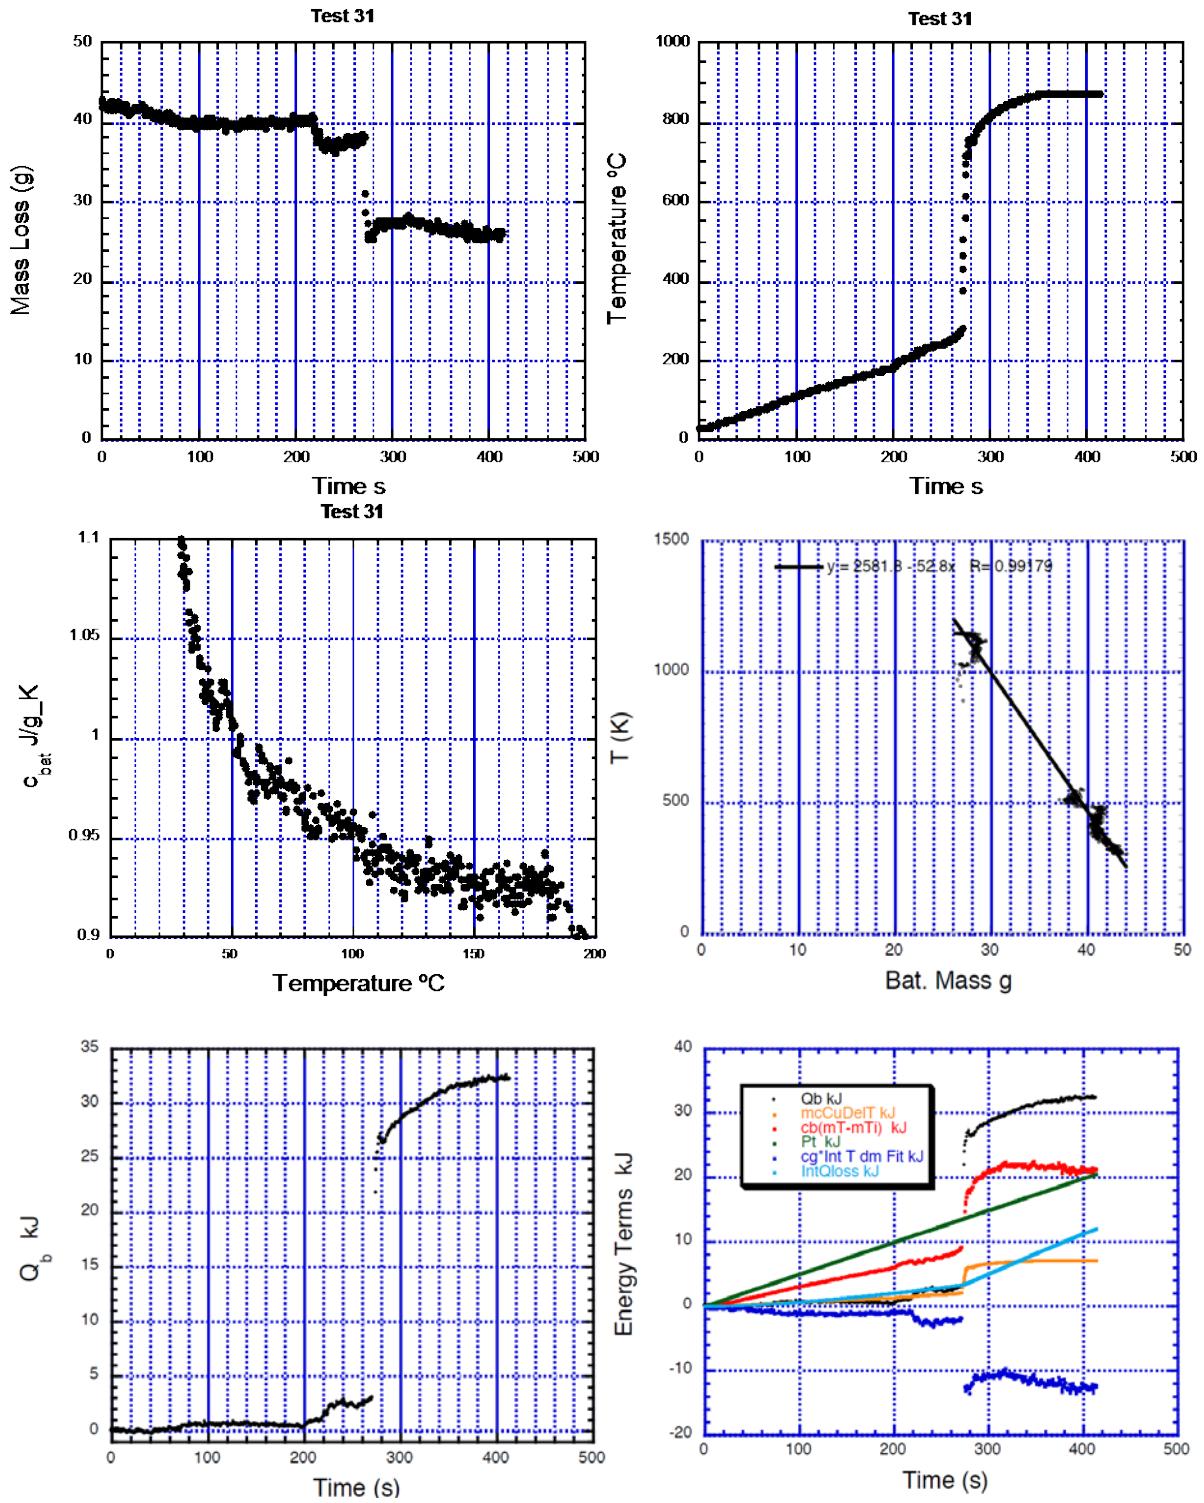 Test 31
50
40
30
20
10
0
0 100 200 300 400 500
Mass Loss (g)
Time s
Test 31
1000
800
600
400
200
0
0 100 200 300 400 500
Temperature ºC
Time s
Test 31
1.1
1.05
1
0.95
0.9
0 50 100 150 200
c_bat J/g_K
Temperature ºC
1500
1000
500
0
0 10 20 30 40 50
y = 2581.8 - 52.8x R= 0.99179
T (K)
Bat. Mass g
35
30
25
20
15
10
5
0
0 100 200 300 400 500
Q_b kJ
Time (s)
40
30
20
10
0
-10
-20
0 100 200 300 400 500
Qb kJ
mcCuDelT kJ
cb(mT-mTi) kJ
Pt kJ
cg*Int T dm Fit kJ
IntQloss kJ
Energy Terms kJ
Time (s)